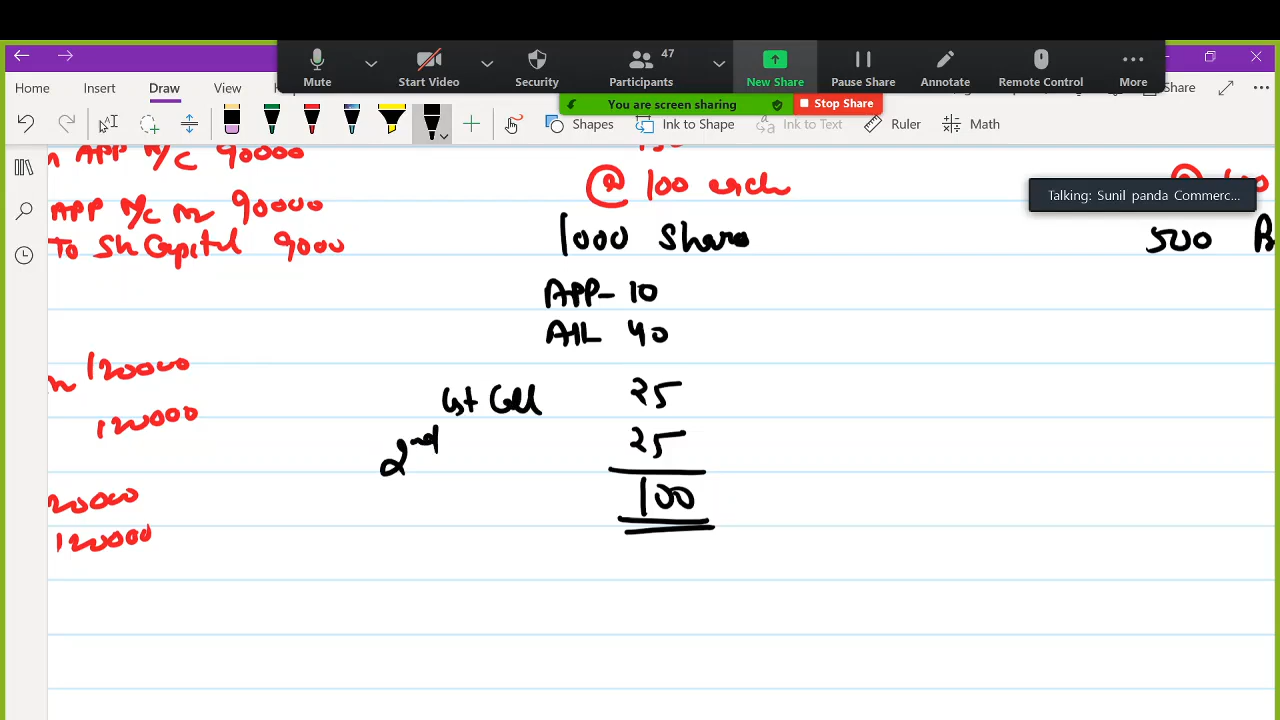 Mute
Start Video
Security
47
Participants
New Share
Pause Share
Annotate
Remote Control
More
You are screen sharing
Stop Share
Home
Insert
Draw
View
Share
Shapes
Ink to Shape
Ink to Text
Ruler
Math
Talking: Sunil panda Commerc...
APP A/C 90000
APP A/C 90000
To Sh Capital 9000
120000
120000
20000
120000
@ 100 each
1000 Share
APP- 10
All 40
1st Call 25
2nd 25
100
500